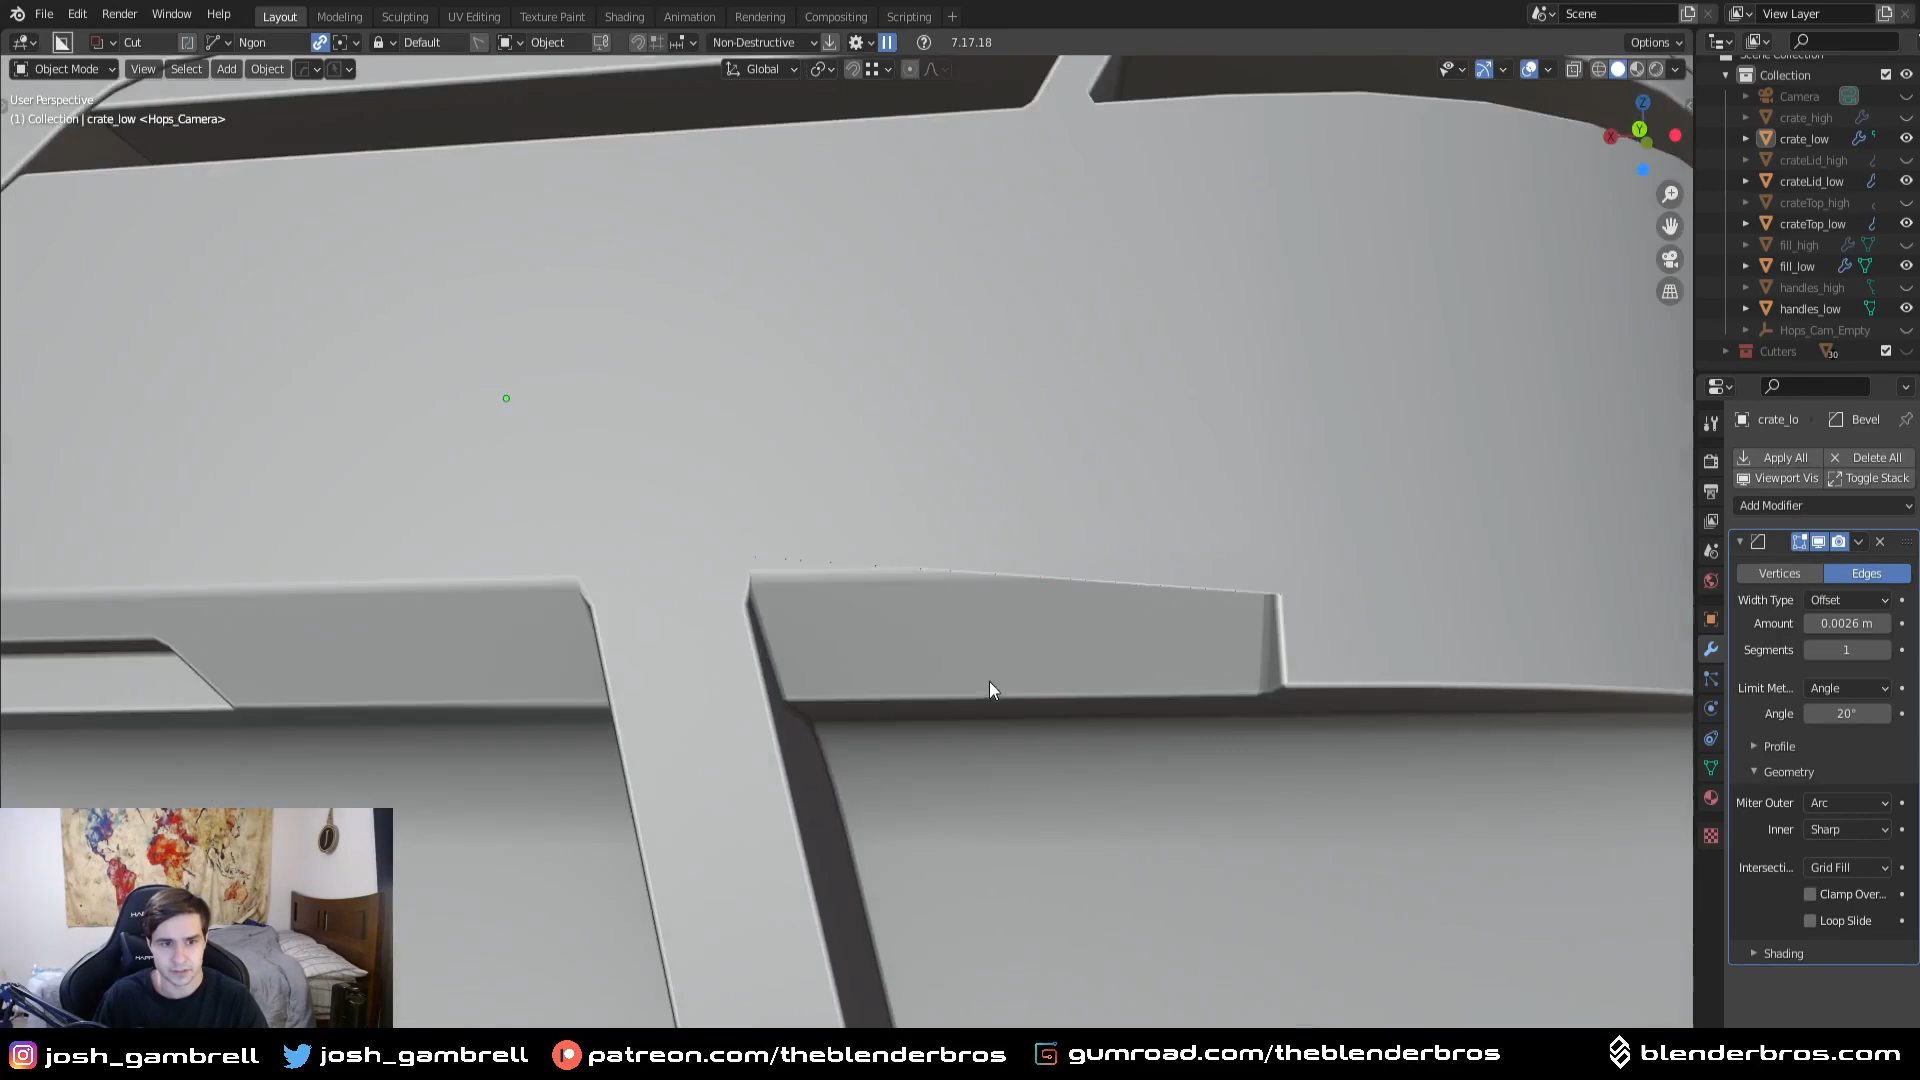 File Edit Render Window Help Layout Modeling Sculpting UV Editing Texture Paint Shading Animation Rendering Compositing Scripting + Scene View Layer
Cut Ngon Default Object Non-Destructive 7.17.18 Options
Object Mode View Select Add Object Global
User Perspective
(1) Collection | crate_low <Hops_Camera>
Collection
Camera
crate_high
crate_low
crateLid_high
crateLid_low
crateTop_high
crateTop_low
fill_high
fill_low
handles_high
handles_low
Hops_Cam_Empty
Cutters 30
crate_lo Bevel
Apply All Delete All
Viewport Vis Toggle Stack
Add Modifier
Vertices Edges
Width Type Offset
Amount 0.0026 m
Segments 1
Limit Met... Angle
Angle 20°
Profile
Geometry
Miter Outer Arc
Inner Sharp
Intersecti... Grid Fill
Clamp Over...
Loop Slide
Shading
X Y Z
josh_gambrell josh_gambrell patreon.com/theblenderbros gumroad.com/theblenderbros blenderbros.com